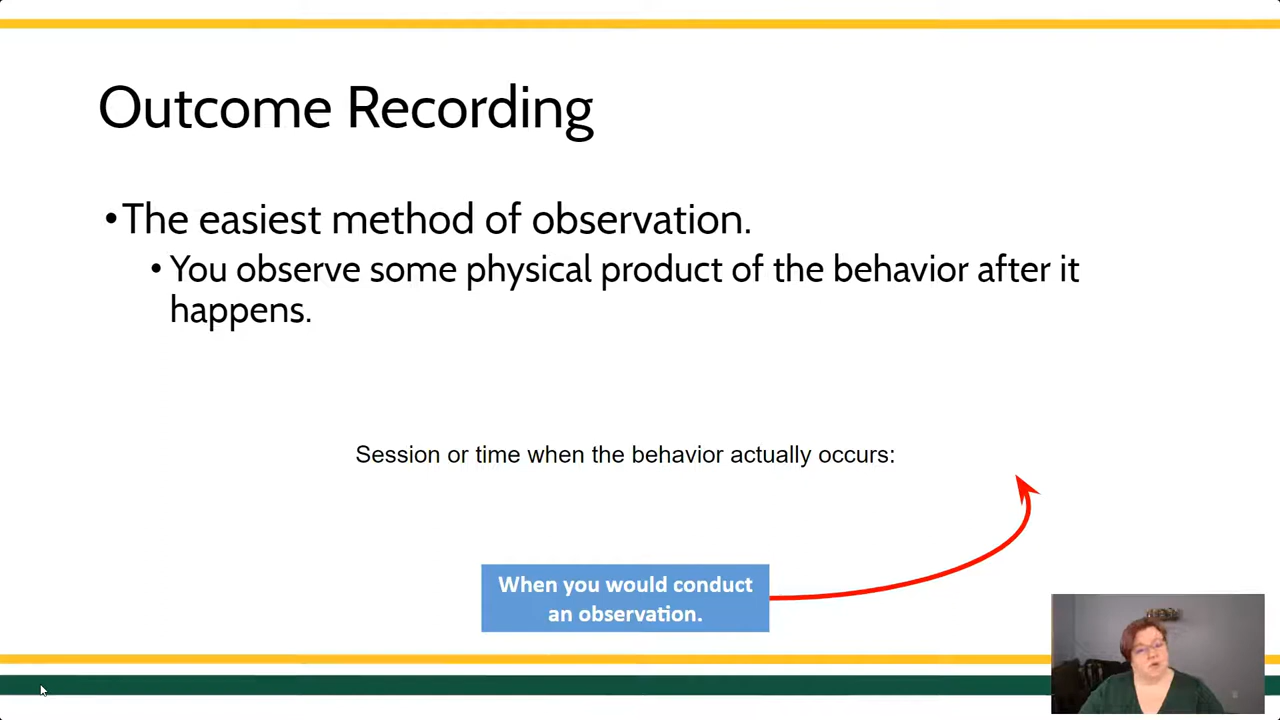 Outcome Recording
•The easiest method of observation.
• You observe some physical product of the behavior after it
happens.
Session or time when the behavior actually occurs:
When you would conduct
an observation.